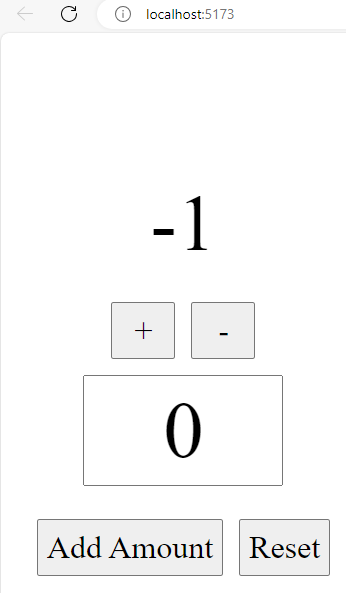 localhost:5173
-1
+ -
0
Add Amount Reset